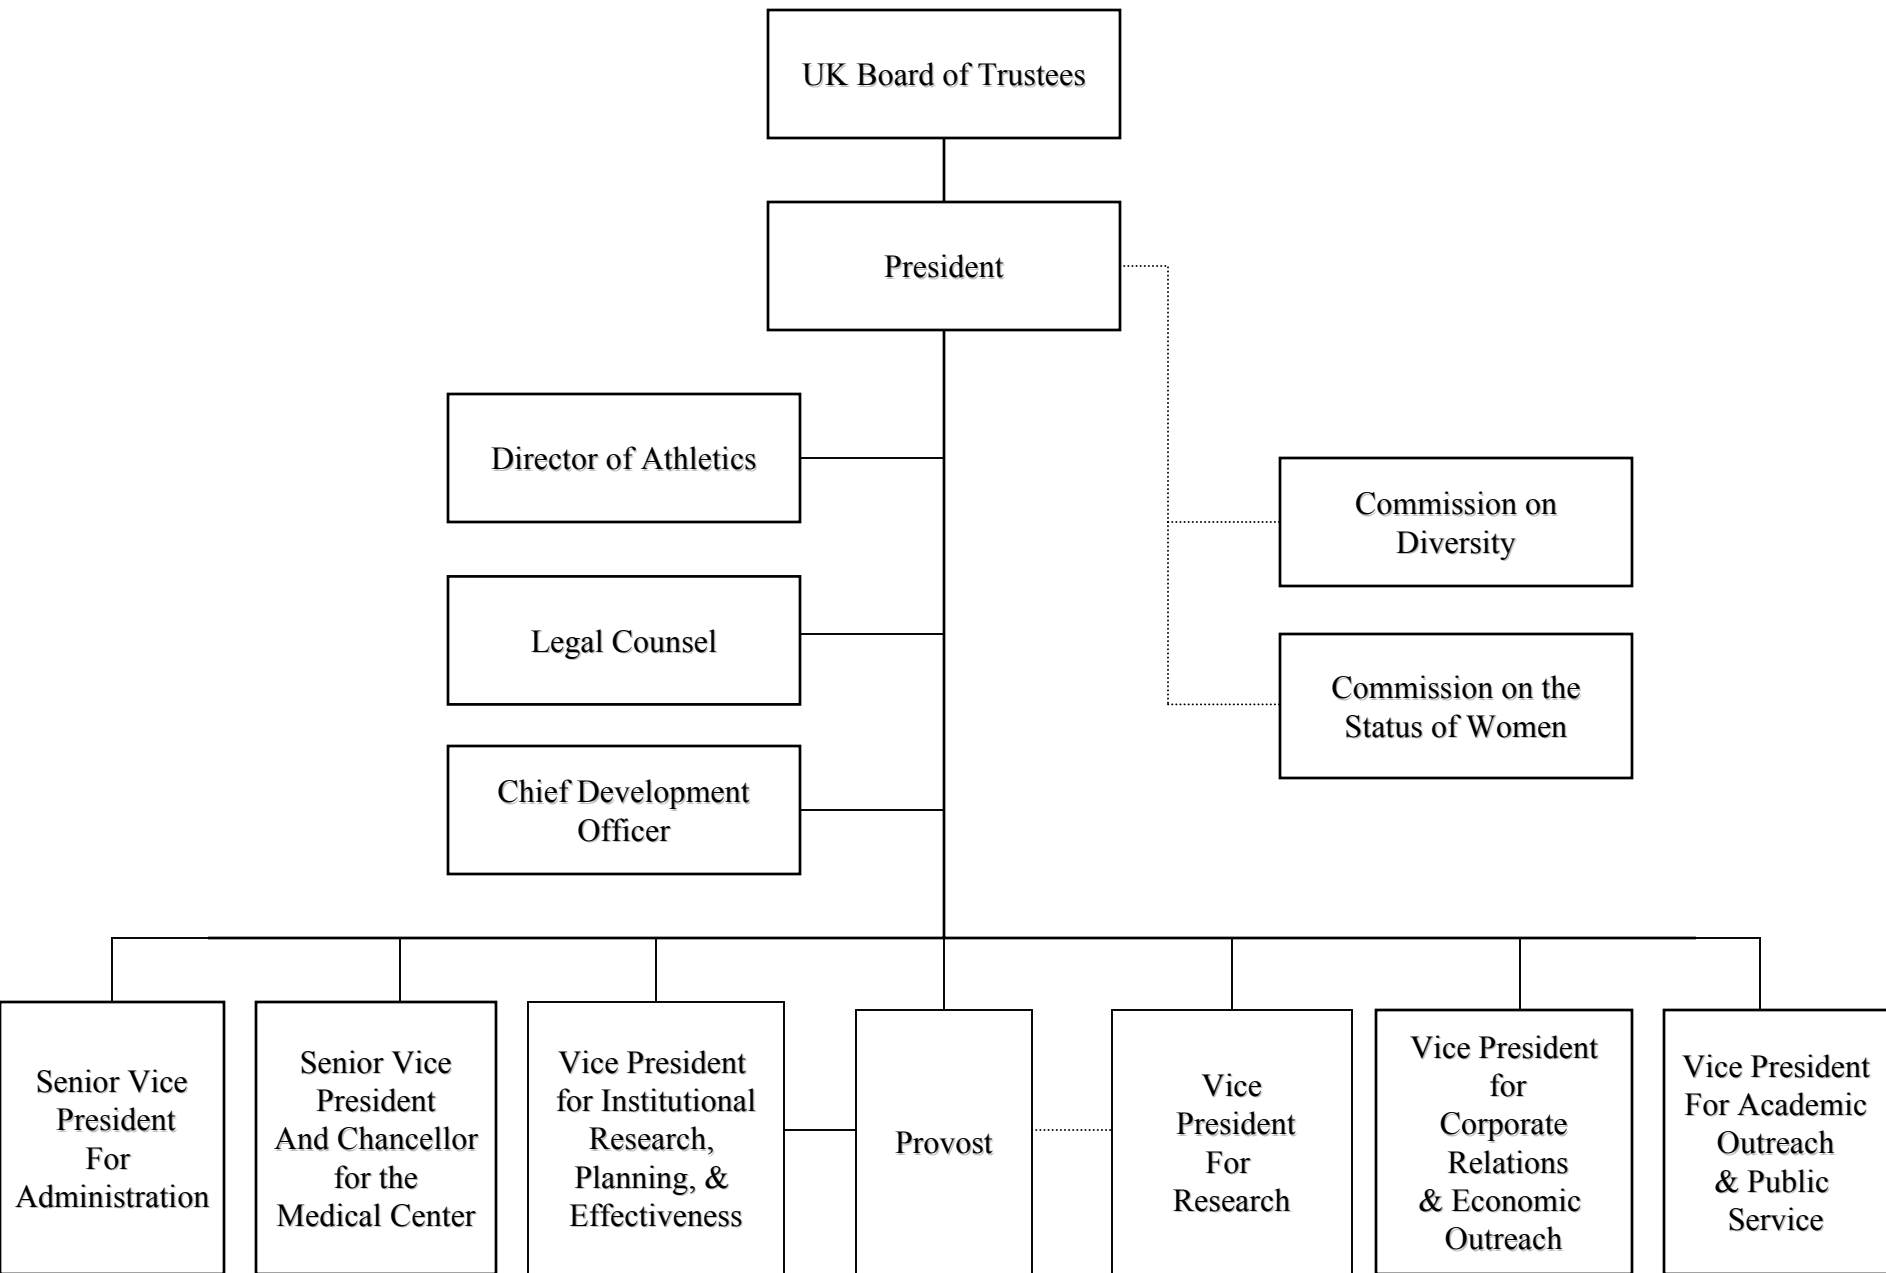 UK Board of Trustees
President
Director of Athletics
Commission on
Diversity
Legal Counsel
Commission on the
Status of Women
Chief Development
Officer
Senior Vice
President
For
Administration
Senior Vice
President
And Chancellor
for the
Medical Center
Vice President
for Institutional
Research,
Planning, &
Effectiveness
Provost
Vice
President
For
Research
Vice President
for
Corporate
Relations
& Economic
Outreach
Vice President
For Academic
Outreach
& Public
Service